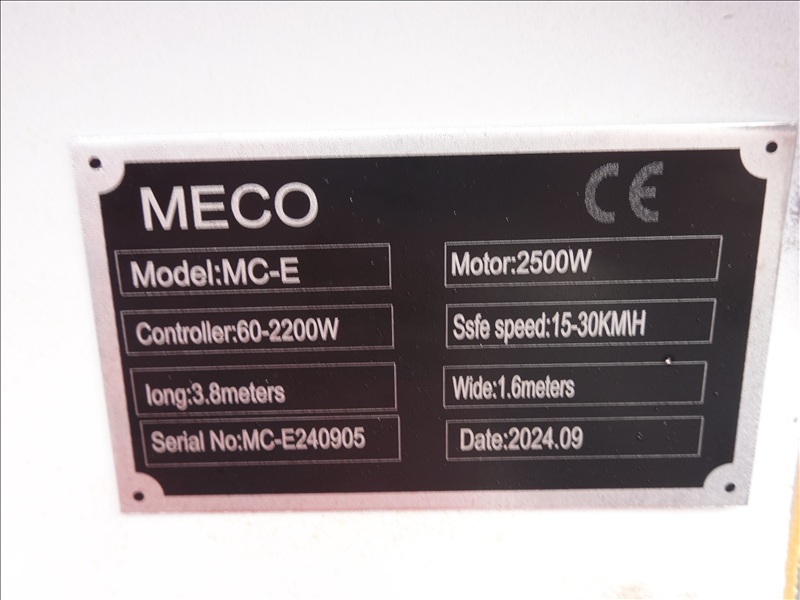 MECO CE
Model:MC-E Motor:2500W
Controller:60-2200W Ssfe speed:15-30KM\H
long:3.8meters Wide:1.6meters
Serial No:MC-E240905 Date:2024.09